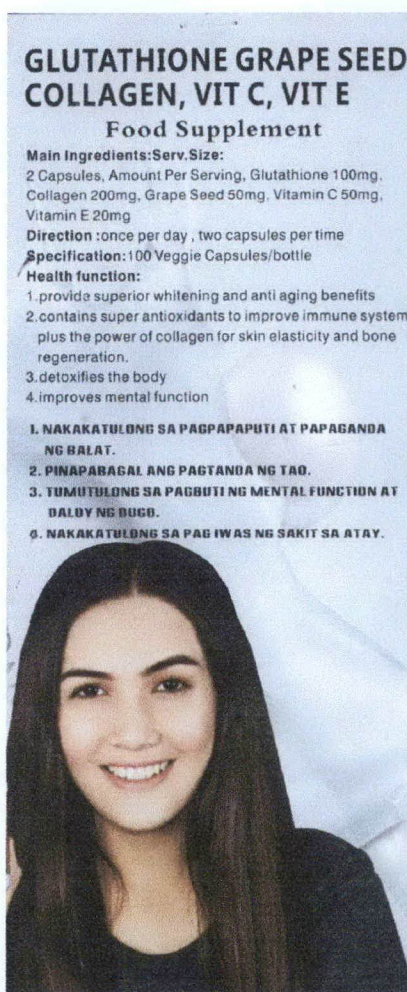 GLUTATHIONE GRAPE SEED
COLLAGEN, VIT C, VIT E
Food Supplement
Main Ingredients:Serv.Size:
2 Capsules, Amount Per Serving, Glutathione 100mg,
Collagen 200mg, Grape Seed 50mg, Vitamin C 50mg,
Vitamin E 20mg
Direction :once per day , two capsules per time
Specification:100 Veggie Capsules/bottle
Health function:
1.provide superior whitening and anti aging benefits
2.contains super antioxidants to improve immune system
plus the power of collagen for skin elasticity and bone
regeneration.
3.detoxifies the body
4.improves mental function
1. NAKAKATULONG SA PAGPAPAPUTI AT PAPAGANDA
NG BALAT.
2. PINAPABAGAL ANG PAGTANDA NG TAO.
3. TUMUTULONG SA PAGBUTI NG MENTAL FUNCTION AT
DALOY NG DUGO.
4. NAKAKATULONG SA PAG IWAS NG SAKIT SA ATAY.